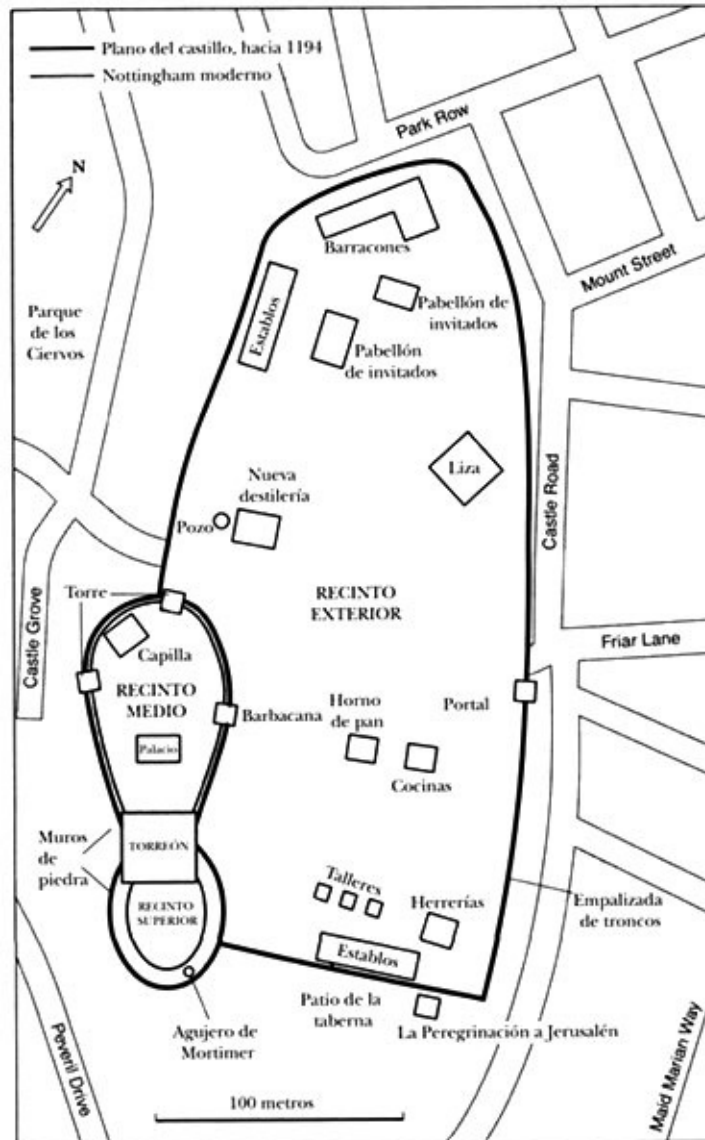 Plano del castillo, hacia 1194
Nottingham moderno
N
Park Row
Mount Street
Barracones
Pabellón de
invitados
Establos
Pabellón
de invitados
Parque
de los
Ciervos
Liza
Castle Road
Nueva
destilería
Pozo
RECINTO
EXTERIOR
Torre
Castle Grove
Capilla
Friar Lane
RECINTO
MEDIO
Barbacana
Horno
de pan
Portal
Palacio
Cocinas
Muros
de
piedra
TORREÓN
RECINTO
SUPERIOR
Talleres
Herrerías
Empalizada
de troncos
Establos
Patio de la
taberna
La Peregrinación a Jerusalén
Agujero de
Mortimer
Peveril Drive
Maid Marian Way
100 metros